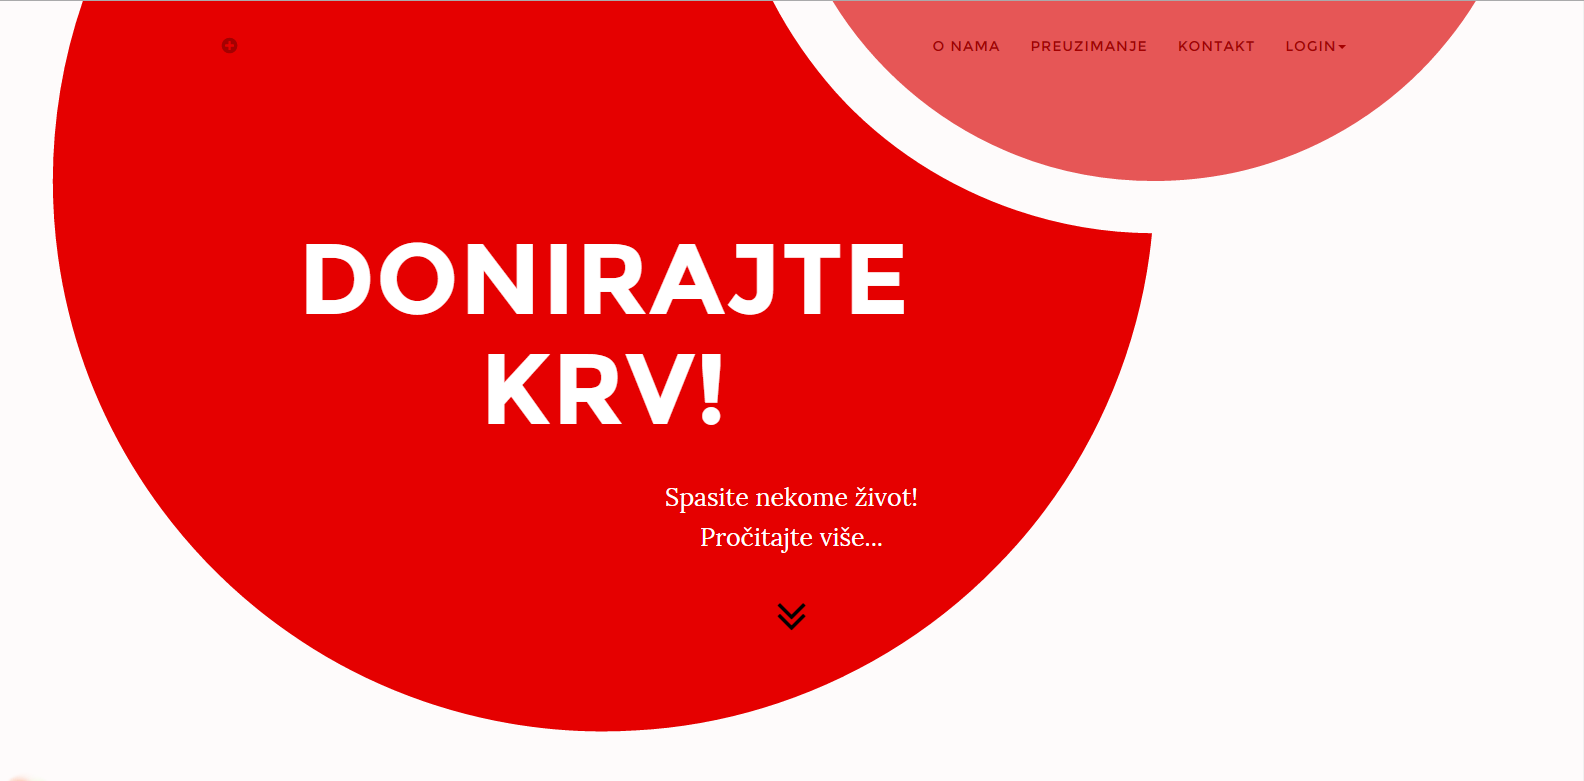 O NAMA PREUZIMANJE KONTAKT LOGIN
DONIRAJTE
KRV!
Spasite nekome život!
Pročitajte više...